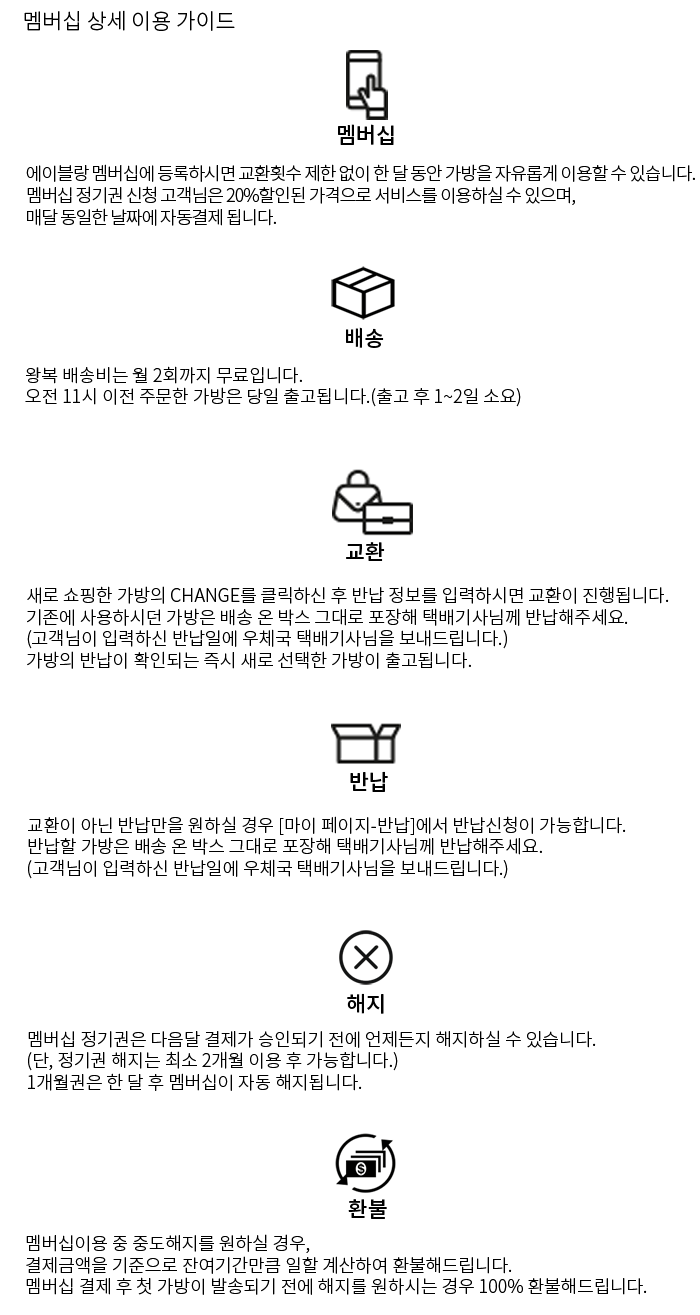 멤버십 상세 이용 가이드
멤버십
에이블랑 멤버십에 등록하시면 교환횟수 제한 없이 한 달 동안 가방을 자유롭게 이용할 수 있습니다.
멤버십 정기권 신청 고객님은 20%할인된 가격으로 서비스를 이용하실 수 있으며,
매달 동일한 날짜에 자동결제 됩니다.
배송
왕복 배송비는 월 2회까지 무료입니다.
오전 11시 이전 주문한 가방은 당일 출고됩니다.(출고 후 1~2일 소요)
교환
새로 쇼핑한 가방의 CHANGE를 클릭하신 후 반납 정보를 입력하시면 교환이 진행됩니다.
기존에 사용하시던 가방은 배송 온 박스 그대로 포장해 택배기사님께 반납해주세요.
(고객님이 입력하신 반납일에 우체국 택배기사님을 보내드립니다.)
가방의 반납이 확인되는 즉시 새로 선택한 가방이 출고됩니다.
반납
교환이 아닌 반납만을 원하실 경우 [마이 페이지-반납]에서 반납신청이 가능합니다.
반납할 가방은 배송 온 박스 그대로 포장해 택배기사님께 반납해주세요.
(고객님이 입력하신 반납일에 우체국 택배기사님을 보내드립니다.)
해지
멤버십 정기권은 다음달 결제가 승인되기 전에 언제든지 해지하실 수 있습니다.
(단, 정기권 해지는 최소 2개월 이용 후 가능합니다.)
1개월권은 한 달 후 멤버십이 자동 해지됩니다.
$
환불
멤버십이용 중 중도해지를 원하실 경우,
결제금액을 기준으로 잔여기간만큼 일할 계산하여 환불해드립니다.
멤버십 결제 후 첫 가방이 발송되기 전에 해지를 원하시는 경우 100% 환불해드립니다.